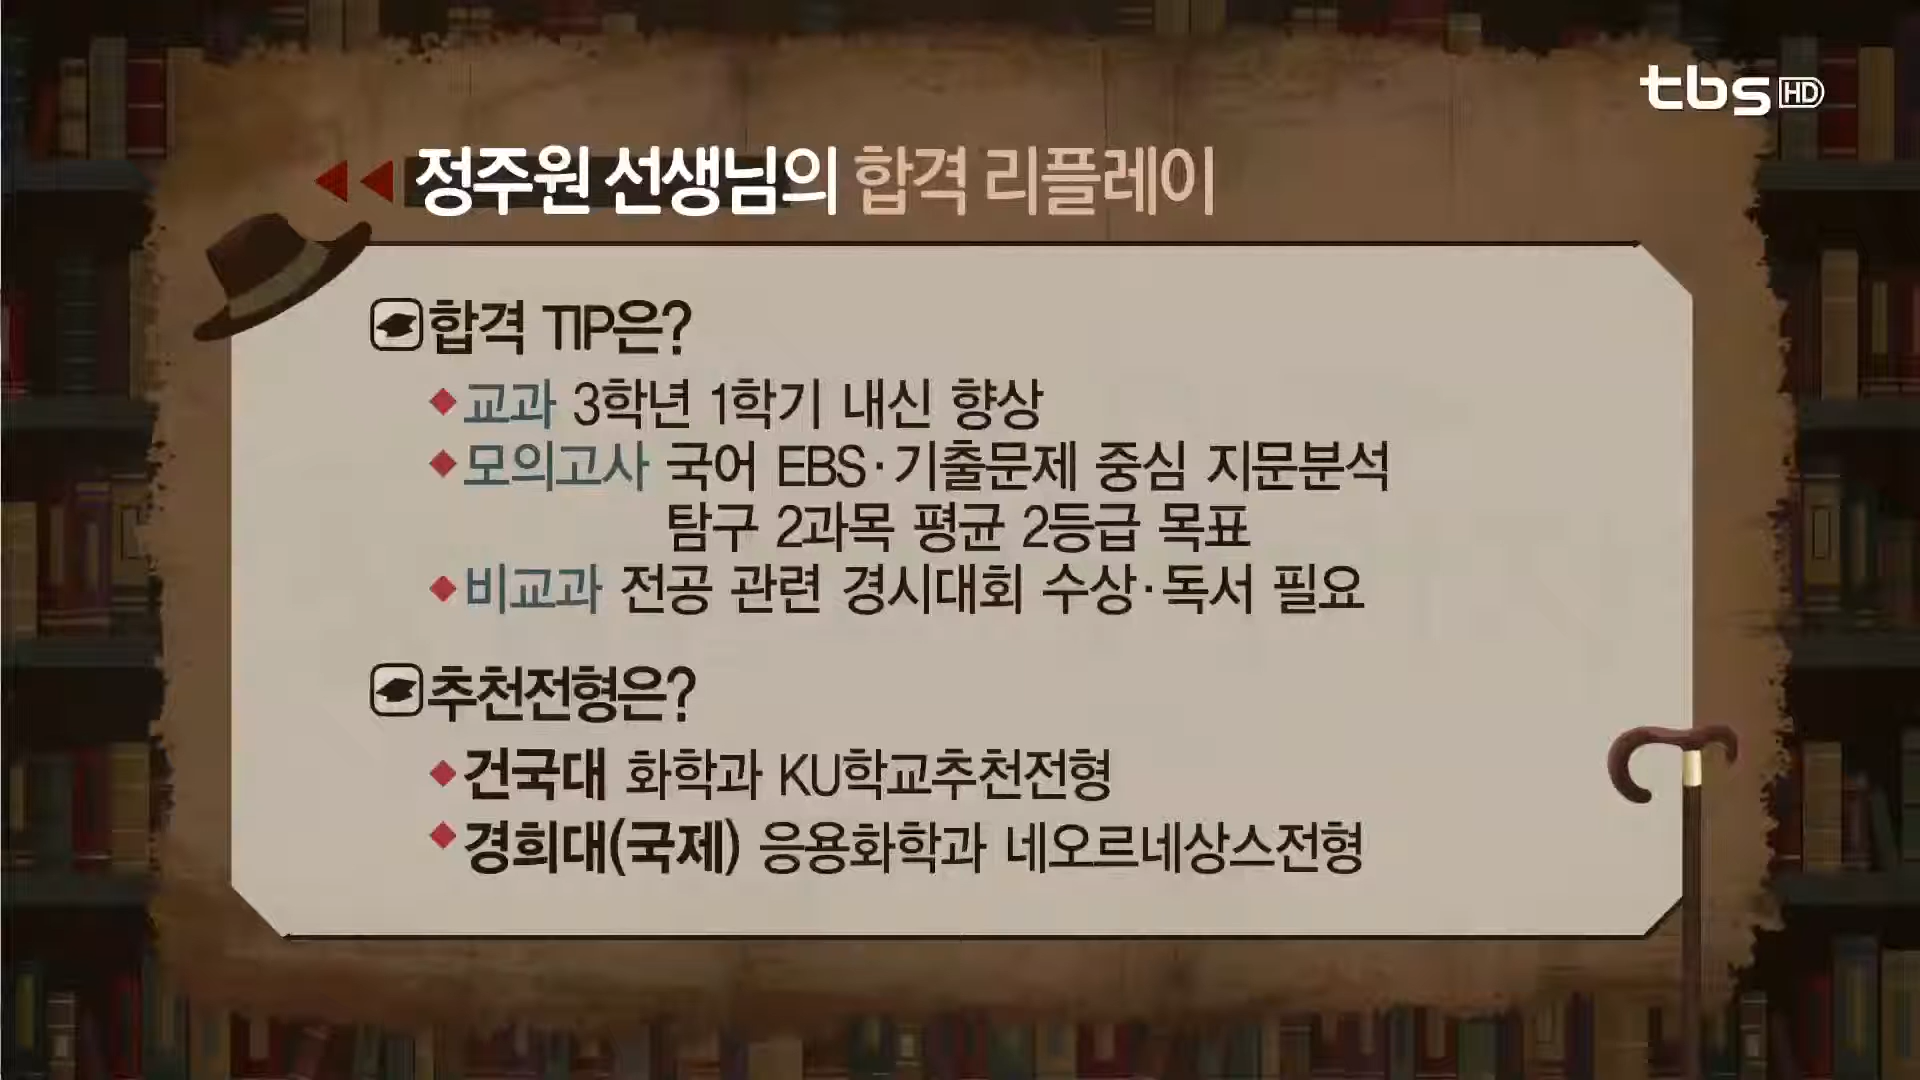 tbs HD
정주원 선생님의 합격 리플레이
합격 TIP은?
교과 3학년 1학기 내신 향상
모의고사 국어 EBS·기출문제 중심 지문분석
탐구 2과목 평균 2등급 목표
비교과 전공 관련 경시대회 수상·독서 필요
추천전형은?
건국대 화학과 KU학교추천전형
경희대(국제) 응용화학과 네오르네상스전형